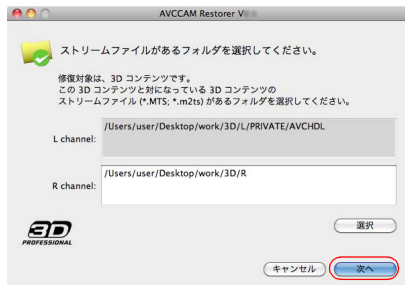 AVCCAM Restorer V
ストリームファイルがあるフォルダを選択してください。
修復対象は、3D コンテンツです。
この 3D コンテンツと対になっている 3D コンテンツの
ストリームファイル (*.MTS; *.m2ts) があるフォルダを選択してください。
L channel:
/Users/user/Desktop/work/3D/L/PRIVATE/AVCHDL
R channel:
/Users/user/Desktop/work/3D/R
選択
3D
PROFESSIONAL
キャンセル
次へ